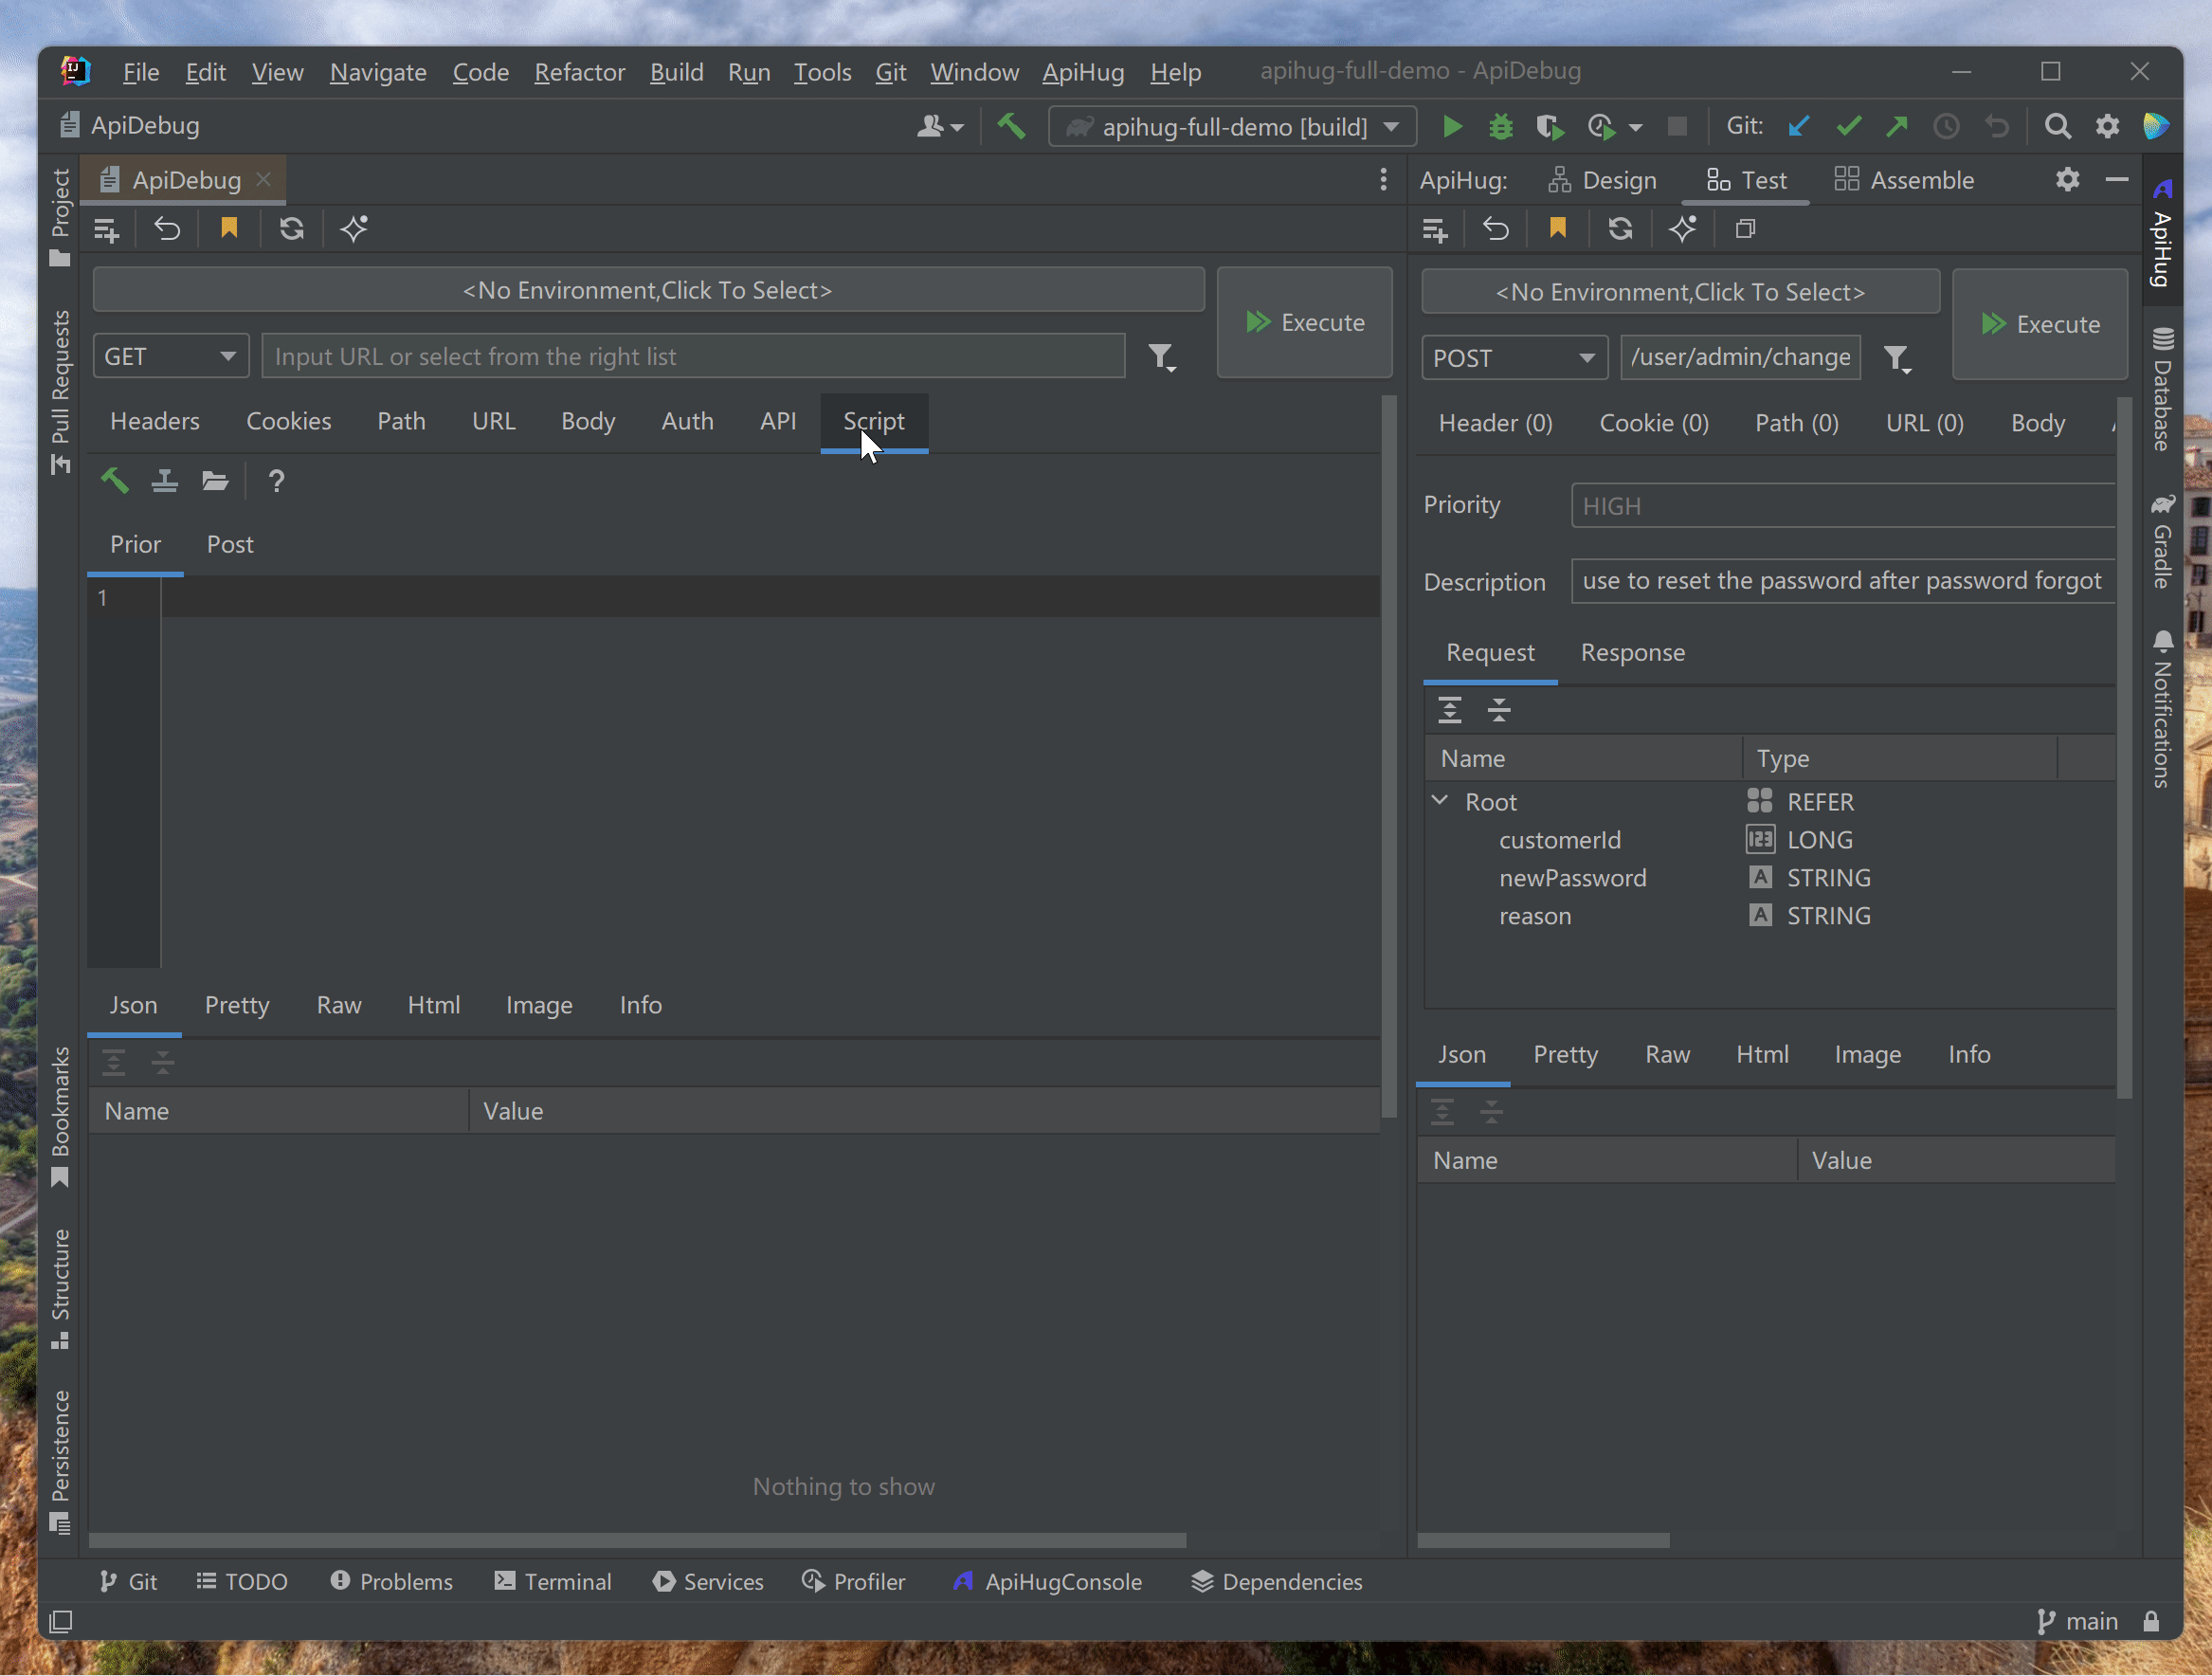 File Edit View Navigate Code Refactor Build Run Tools Git Window ApiHug Help apihug-full-demo - ApiDebug
ApiDebug apihug-full-demo [build] Git:
Project
Pull Requests
Bookmarks
Structure
Persistence
ApiDebug
<No Environment,Click To Select>
Execute
GET Input URL or select from the right list
Headers Cookies Path URL Body Auth API Script
?
Prior Post
1
Json Pretty Raw Html Image Info
Name Value
Nothing to show
ApiHug: Design Test Assemble
<No Environment,Click To Select>
Execute
POST /user/admin/change
Header (0) Cookie (0) Path (0) URL (0) Body
Priority HIGH
Description use to reset the password after password forgot
Request Response
Name Type
Root REFER
customerId 123 LONG
newPassword A STRING
reason A STRING
Json Pretty Raw Html Image Info
Name Value
ApiHug
Database
Gradle
Notifications
Git TODO Problems Terminal Services Profiler ApiHugConsole Dependencies
main